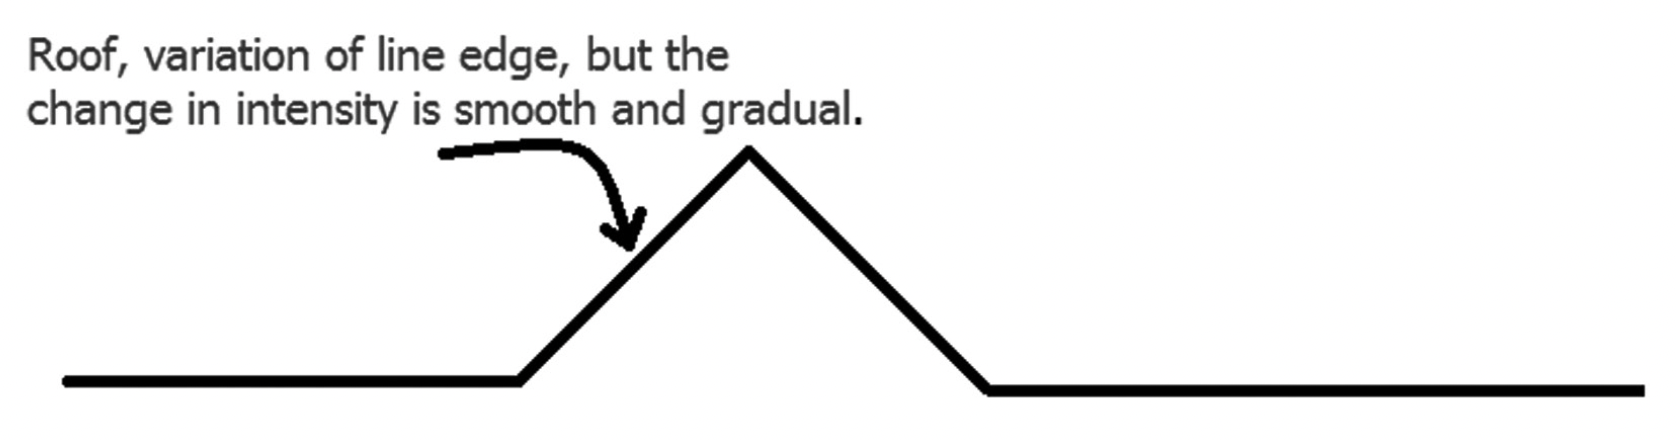 Roof, variation of line edge, but the
change in intensity is smooth and gradual.